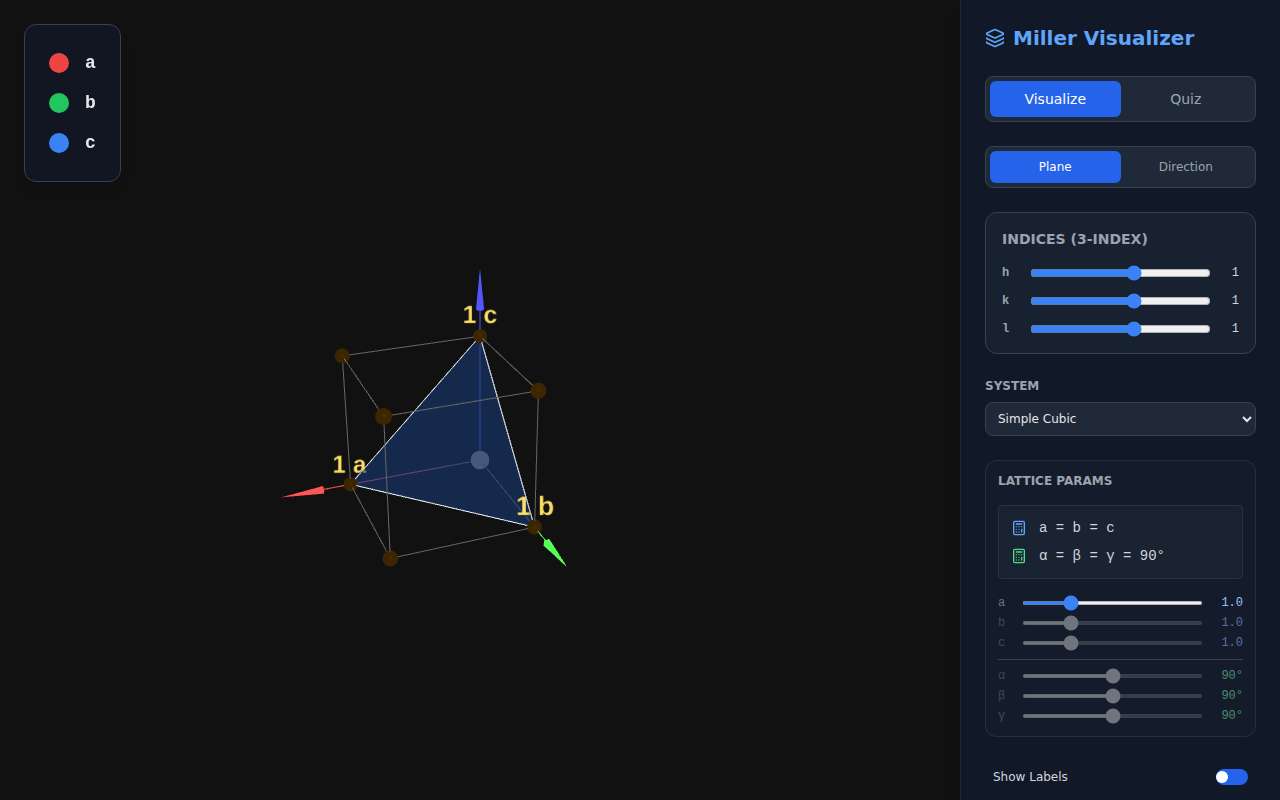 a
b
c
1 c
1 a
1 b
Miller Visualizer
Visualize Quiz
Plane Direction
INDICES (3-INDEX)
h 1
k 1
l 1
SYSTEM
Simple Cubic
LATTICE PARAMS
a = b = c
α = β = γ = 90°
a 1.0
b 1.0
c 1.0
α 90°
β 90°
γ 90°
Show Labels